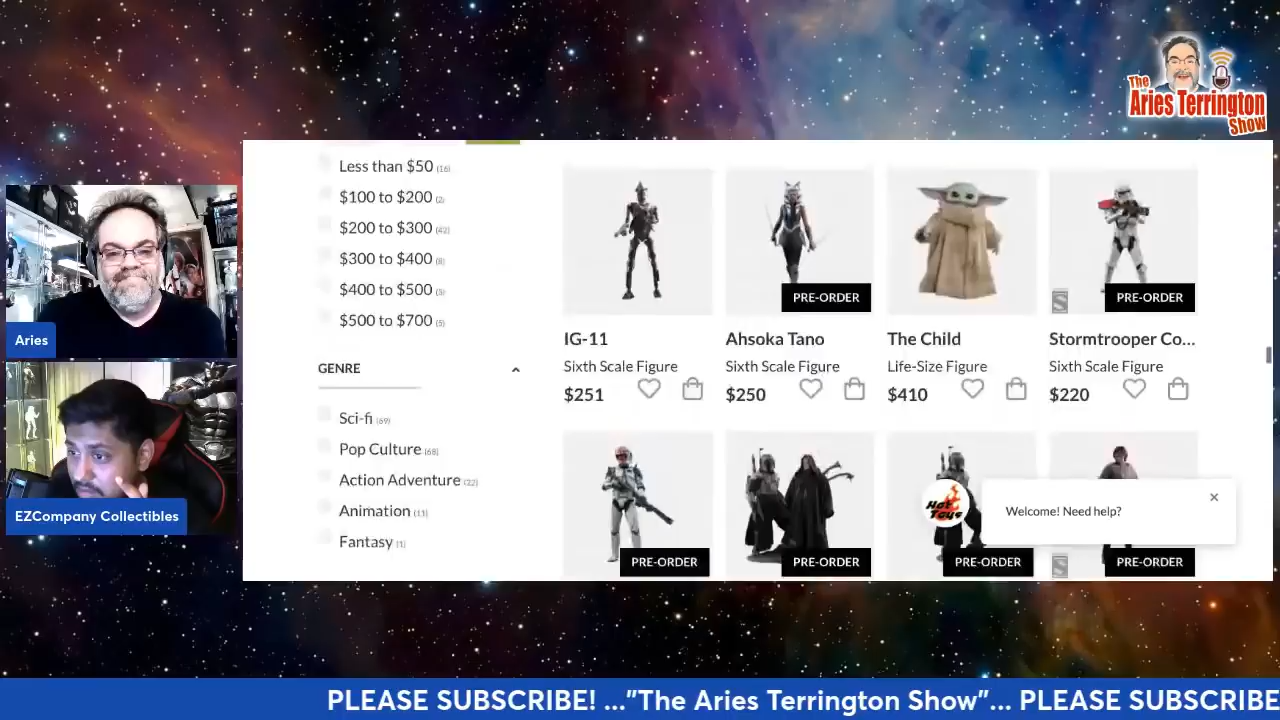 The
Aries Terrington
Show
Less than $50 (16)
$100 to $200 (2)
$200 to $300 (42)
$300 to $400 (8)
$400 to $500 (3)
$500 to $700 (5)
GENRE
Sci-fi (69)
Pop Culture (68)
Action Adventure (22)
Animation (11)
Fantasy (1)
PRE-ORDER
PRE-ORDER
IG-11
Sixth Scale Figure
$251
Ahsoka Tano
Sixth Scale Figure
$250
The Child
Life-Size Figure
$410
Stormtrooper Co...
Sixth Scale Figure
$220
PRE-ORDER
PRE-ORDER
PRE-ORDER
PRE-ORDER
Hot Toys
Welcome! Need help?
Aries
EZCompany Collectibles
PLEASE SUBSCRIBE! ..."The Aries Terrington Show"... PLEASE SUBSCRIBE